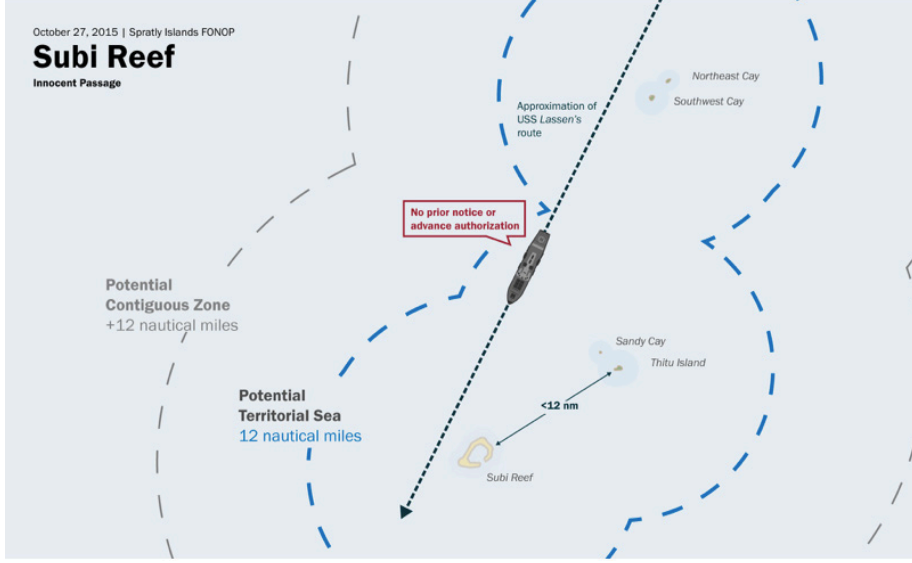 October 27, 2015 | Spratly Islands FONOP
Subi Reef
Innocent Passage
Northeast Cay
Southwest Cay
Approximation of
USS Lassen's
route
No prior notice or
advance authorization
Potential
Contiguous Zone
+12 nautical miles
Sandy Cay
Thitu Island
Potential
Territorial Sea
12 nautical miles
<12 nm
Subi Reef